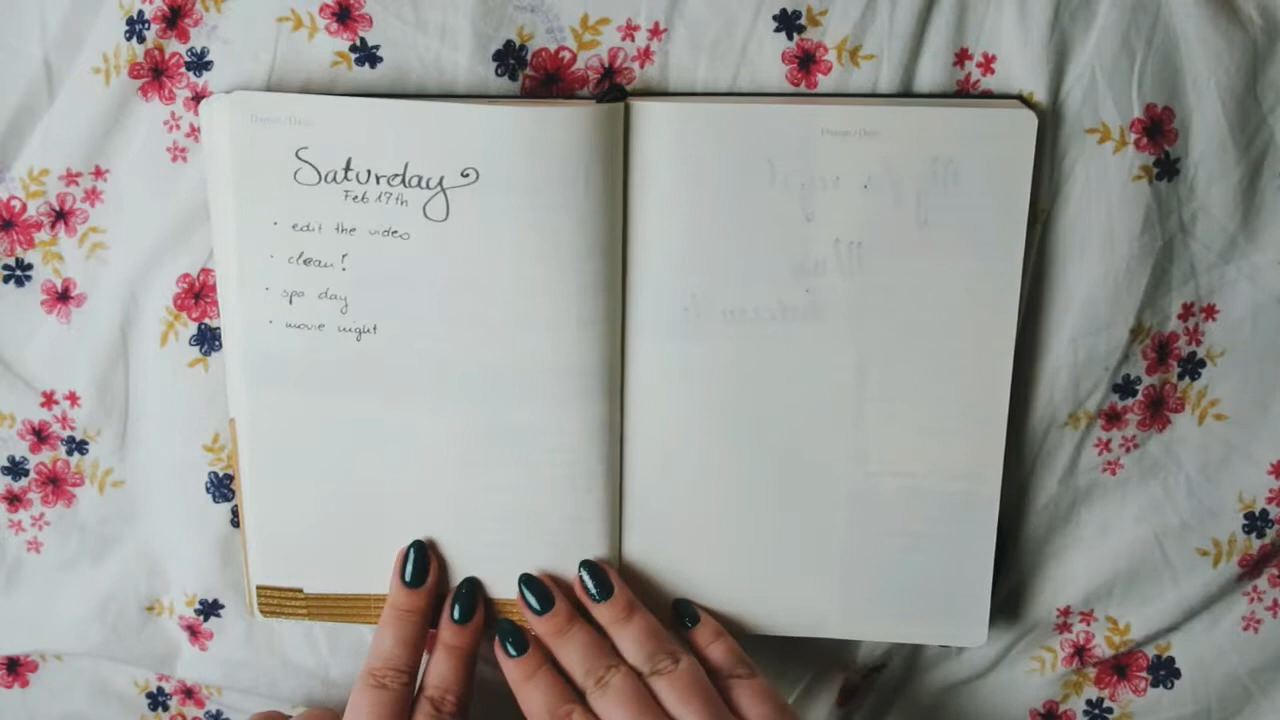 Saturday
Feb 17th
· edit the video
· clean!
· spa day
· movie night